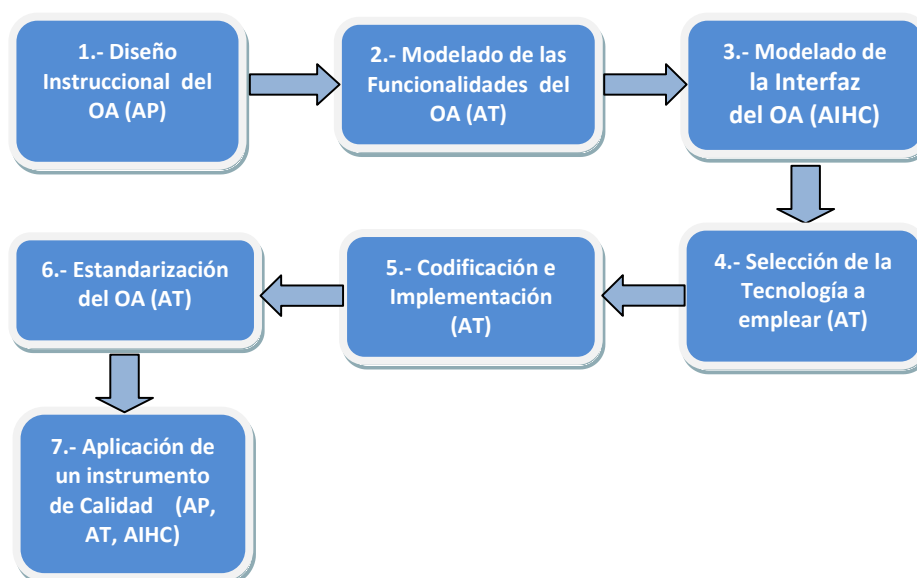 1.- Diseño
Instruccional del
OA (AP)
2.- Modelado de las
Funcionalidades del
OA (AT)
3.- Modelado de
la Interfaz
del OA (AIHC)
4.- Selección de la
Tecnología a
emplear (AT)
5.- Codificación e
Implementación
(AT)
6.- Estandarización
del OA (AT)
7.- Aplicación de
un instrumento
de Calidad (AP,
AT, AIHC)